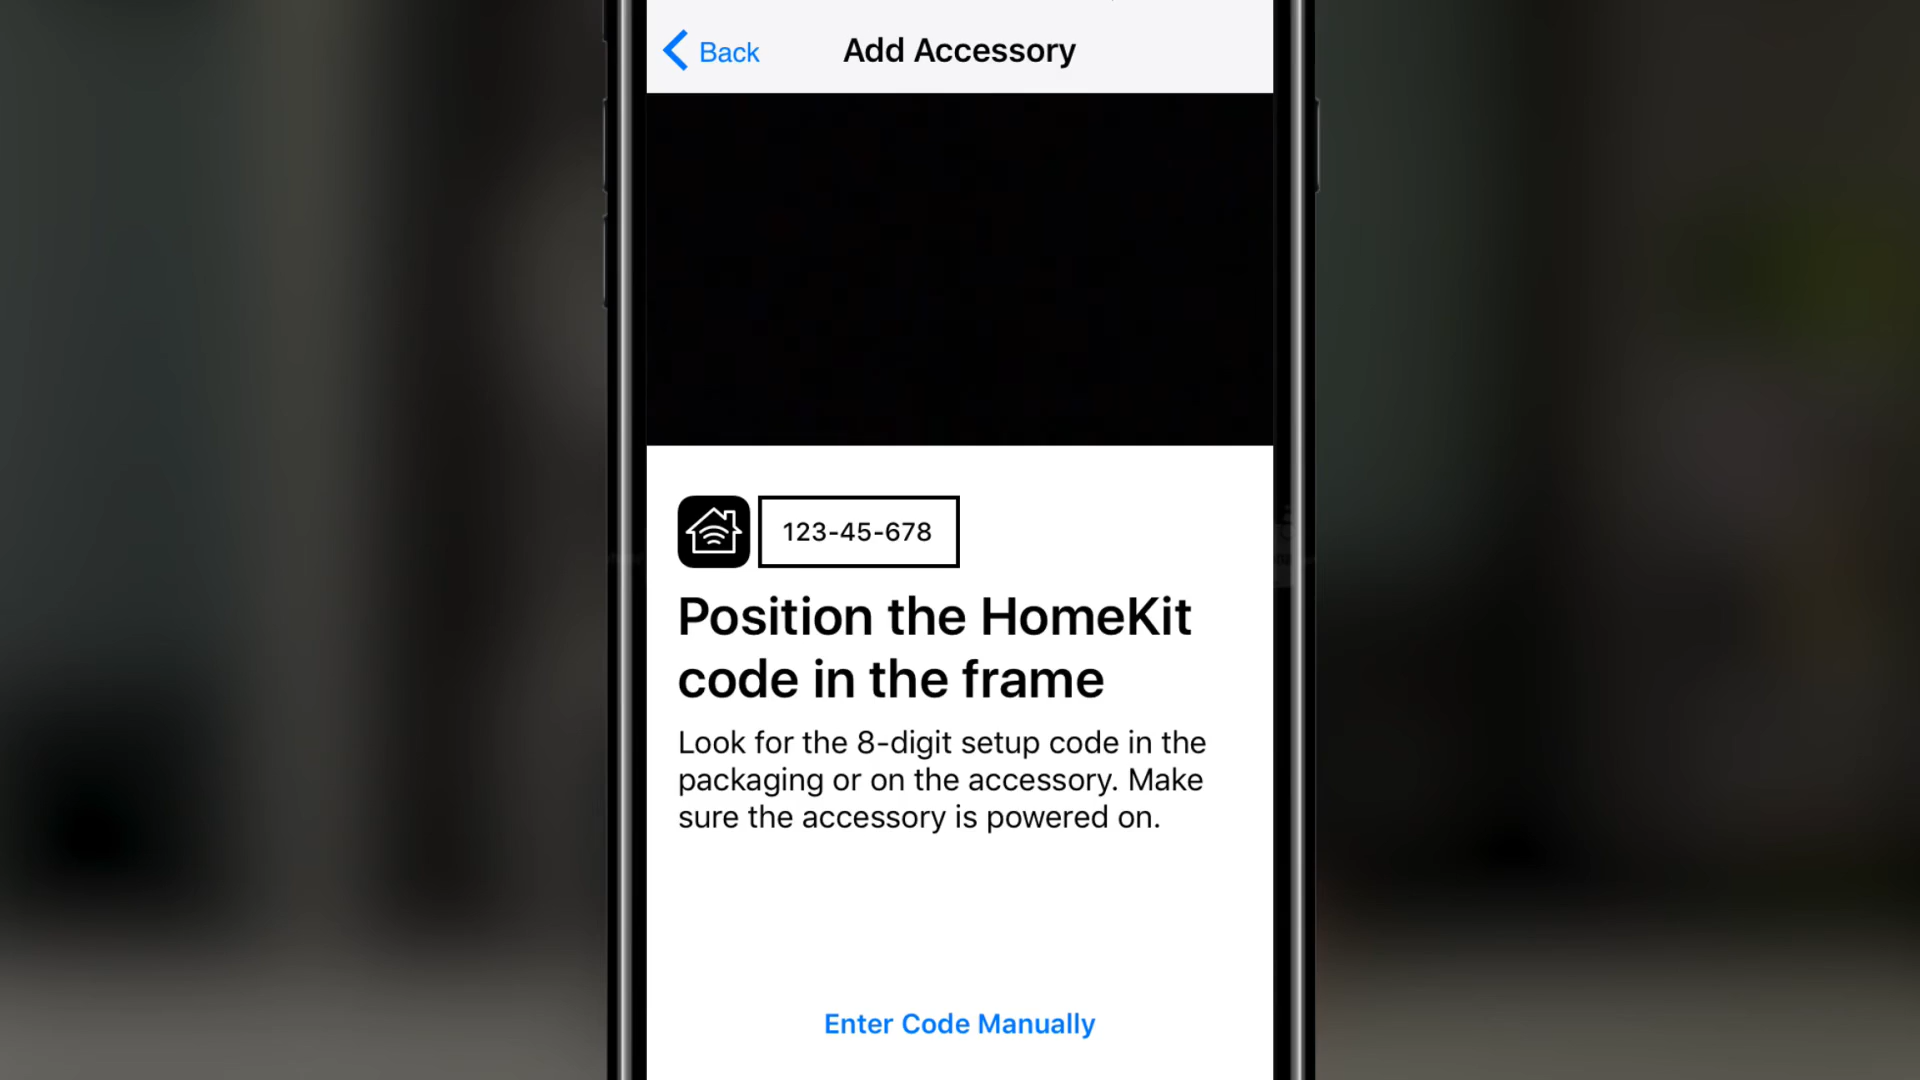 Back
Add Accessory
123-45-678
Position the HomeKit
code in the frame
Look for the 8-digit setup code in the
packaging or on the accessory. Make
sure the accessory is powered on.
Enter Code Manually